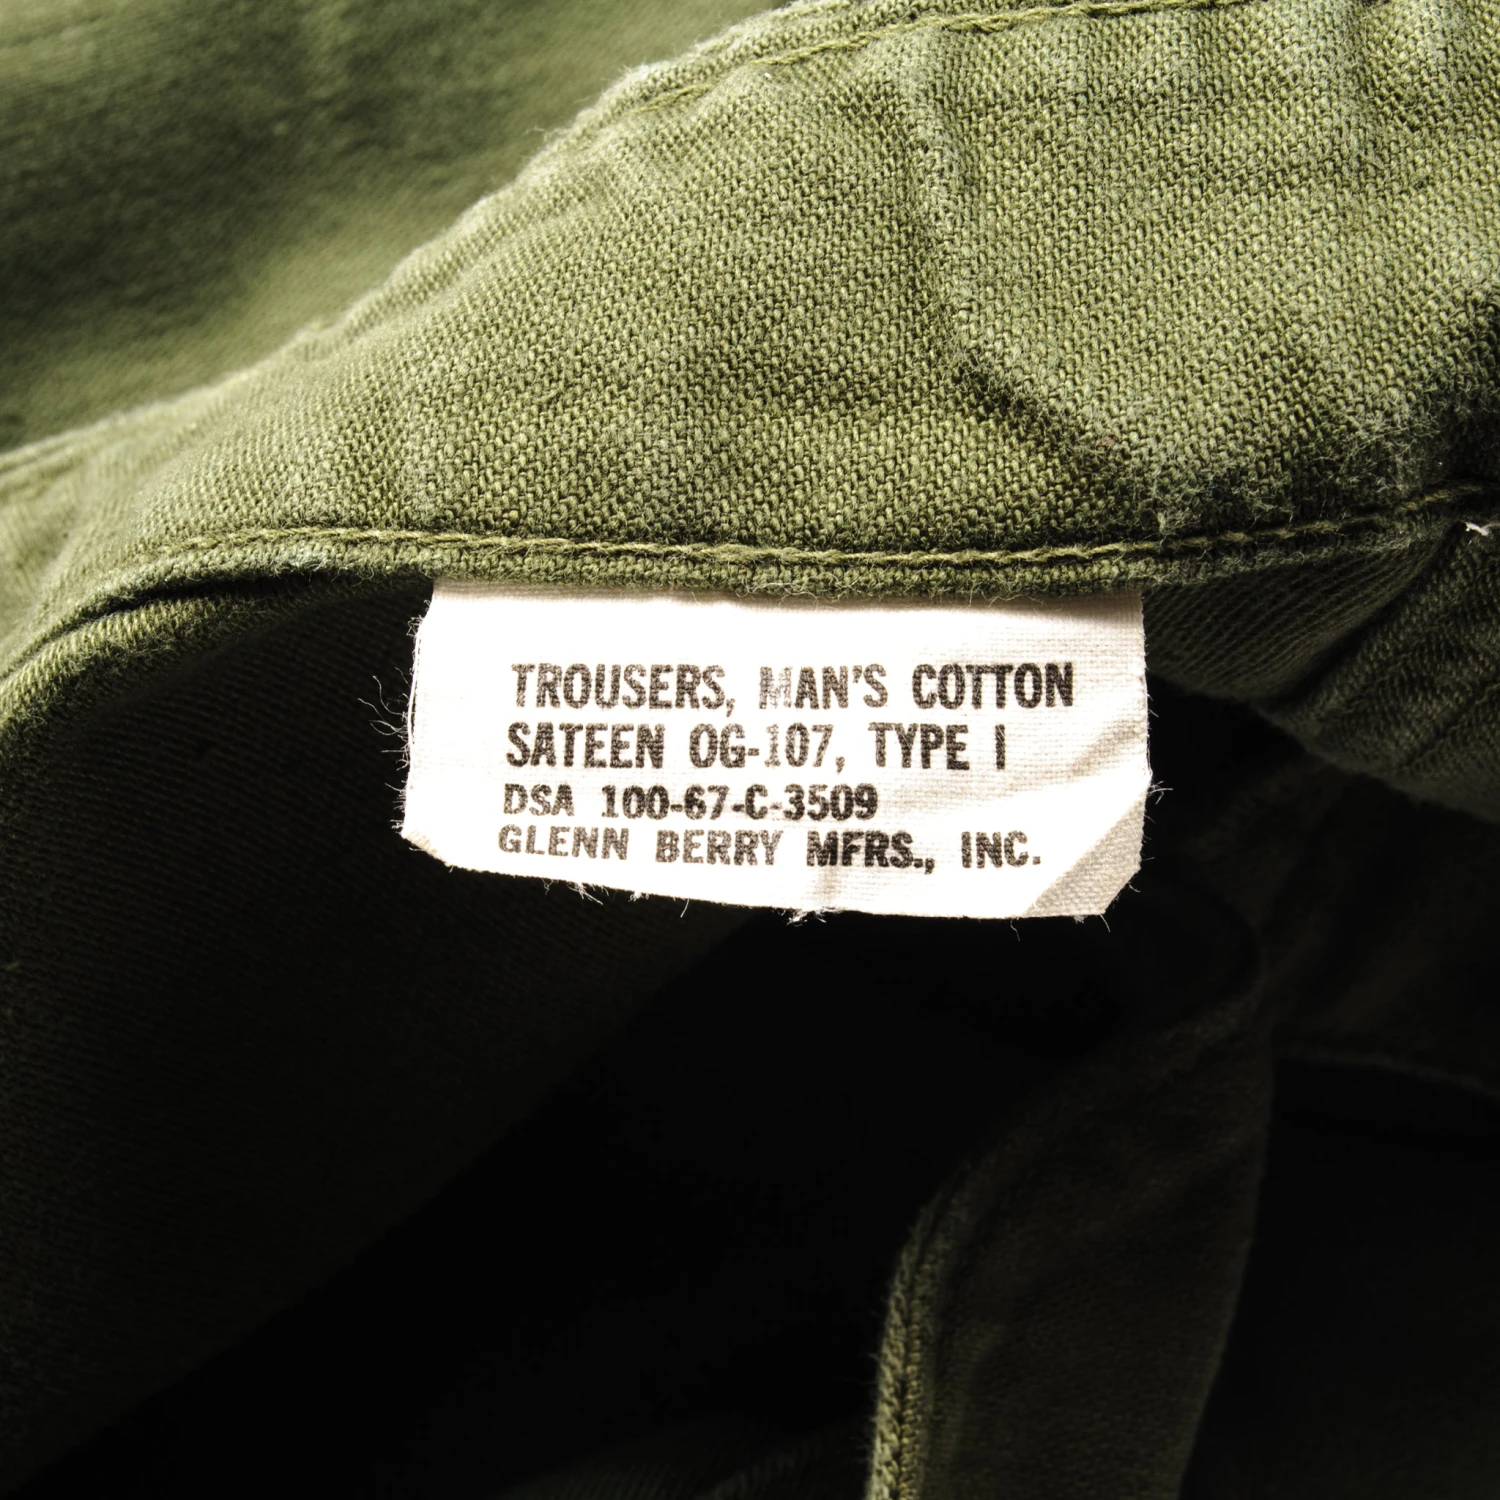 TROUSERS, MAN'S COTTON
SATEEN OG-107, TYPE I
DSA 100-67-C-3509
GLENN BERRY MFRS., INC.